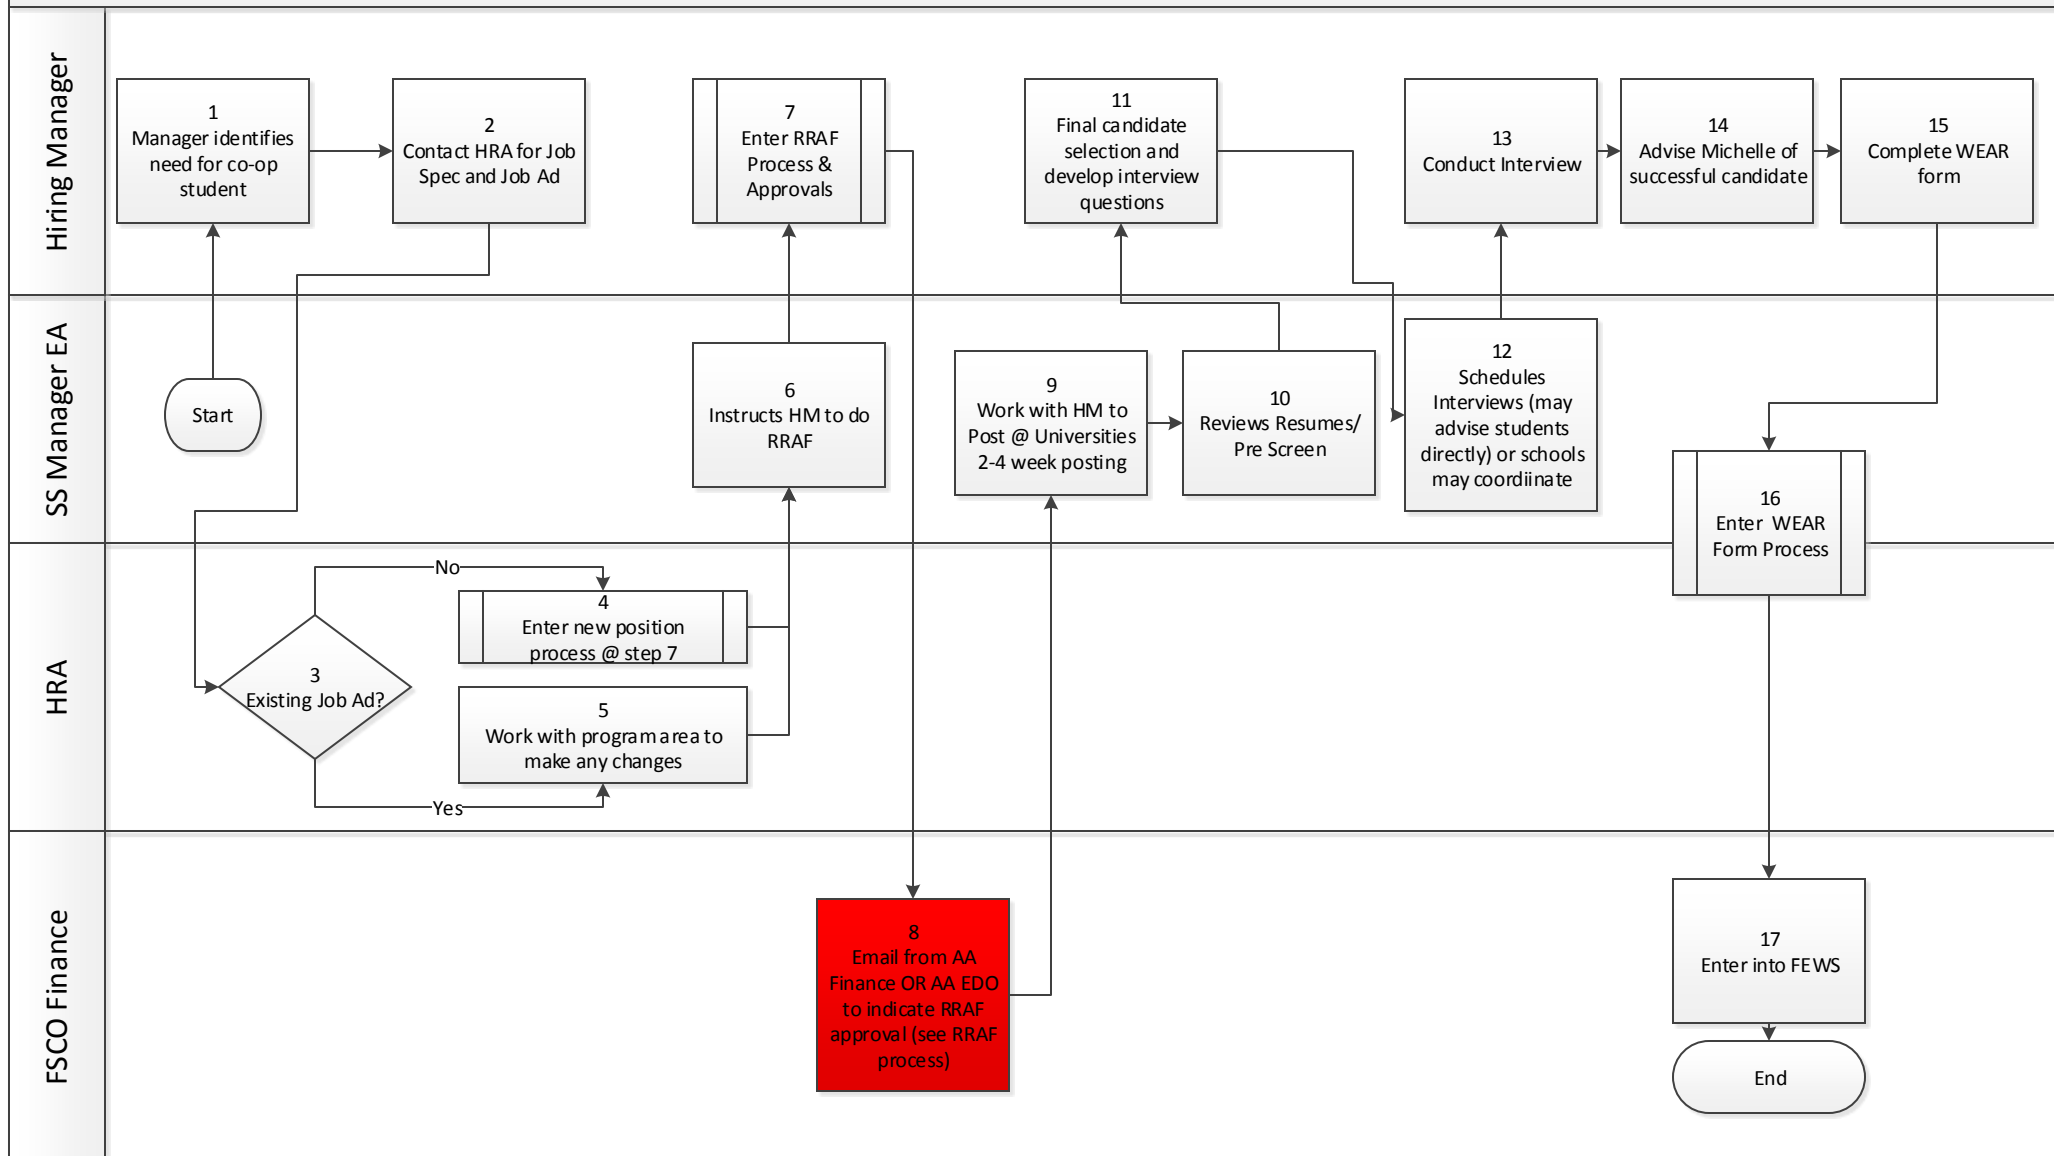 Hiring Manager
1
Manager identifies
need for co-op
student
2
Contact HRA for Job
Spec and Job Ad
7
Enter RRAF
Process &
Approvals
11
Final candidate
selection and
develop interview
questions
13
Conduct Interview
14
Advise Michelle of
successful candidate
15
Complete WEAR
form
SS Manager EA
Start
6
Instructs HM to do
RRAF
9
Work with HM to
Post @ Universities
2-4 week posting
10
Reviews Resumes/
Pre Screen
12
Schedules
Interviews (may
advise students
directly) or schools
may coordiinate
16
Enter WEAR
Form Process
HRA
3
Existing Job Ad?
No
4
Enter new position
process @ step 7
5
Work with program area to
make any changes
Yes
FSCO Finance
8
Email from AA
Finance OR AA EDO
to indicate RRAF
approval (see RRAF
process)
17
Enter into FEWS
End